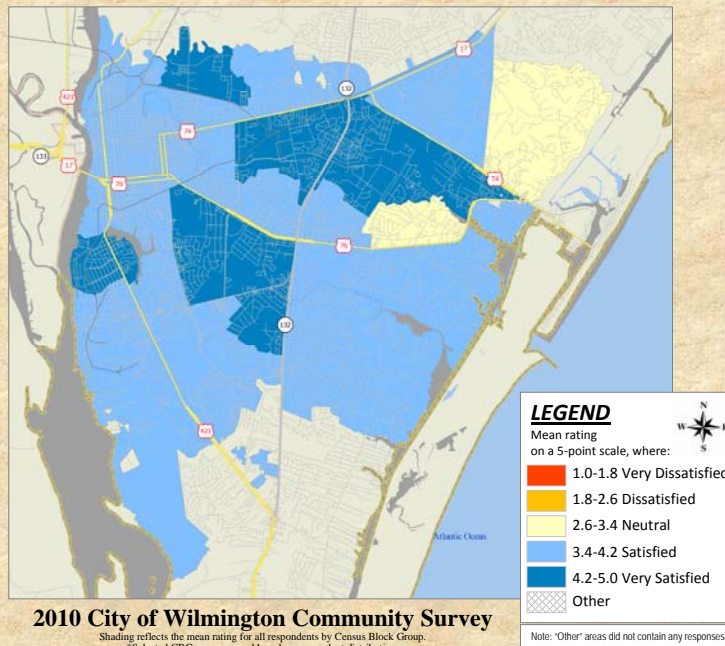 17
421
132
74
133
17
76
74
76
132
421
Atlantic Ocean
LEGEND
N
W E
S
Mean rating
on a 5-point scale, where:
1.0-1.8 Very Dissatisfied
1.8-2.6 Dissatisfied
2.6-3.4 Neutral
3.4-4.2 Satisfied
4.2-5.0 Very Satisfied
Other
2010 City of Wilmington Community Survey
Shading reflects the mean rating for all respondents by Census Block Group.
Note: "Other" areas did not contain any responses